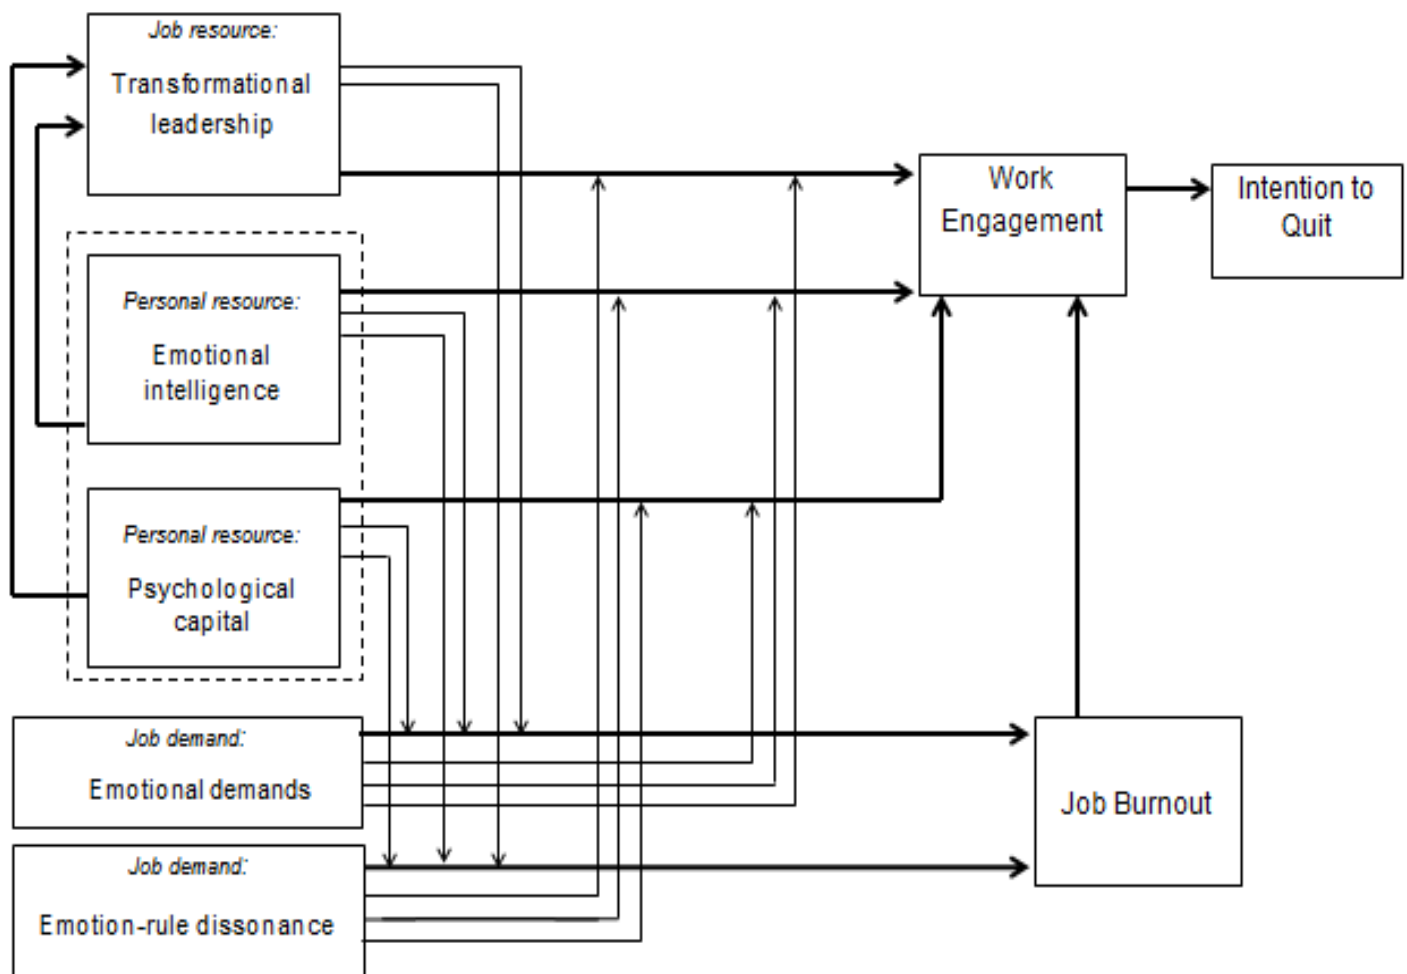 Job resource:
Transformational
leadership
Work
Engagement
Intention to
Quit
Personal resource:
Emotional
intelligence
Personal resource:
Psychological
capital
Job demand:
Emotional demands
Job Burnout
Job demand:
Emotion-rule dissonance